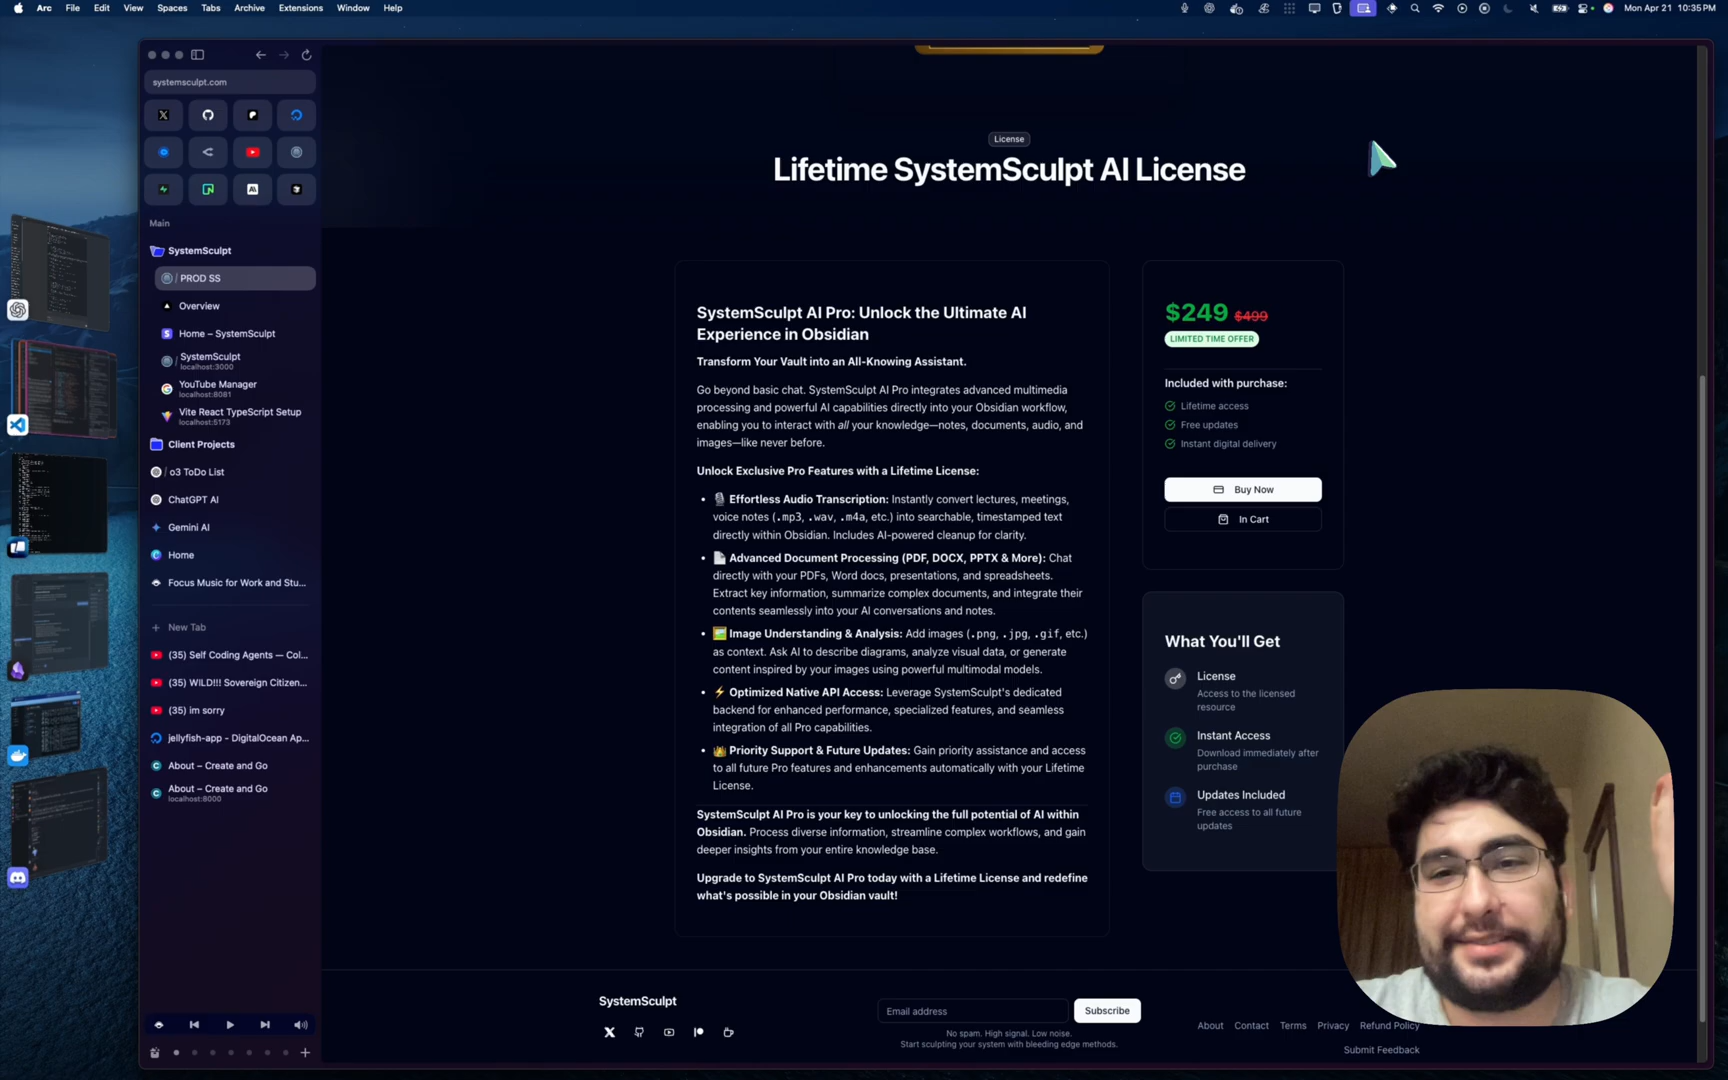 Arc File Edit View Spaces Tabs Archive Extensions Window Help
Mon Apr 21 10:35 PM
systemsculpt.com
Main
SystemSculpt
/ PROD SS
Overview
Home – SystemSculpt
/ SystemSculpt
localhost:3000
YouTube Manager
localhost:8081
Vite React TypeScript Setup
localhost:5173
Client Projects
/ o3 ToDo List
ChatGPT AI
Gemini AI
Home
Focus Music for Work and Stu...
+ New Tab
(35) Self Coding Agents — Col...
(35) WILD!!! Sovereign Citizen...
(35) im sorry
jellyfish-app - DigitalOcean Ap...
About – Create and Go
About – Create and Go
localhost:8000
License
Lifetime SystemSculpt AI License
SystemSculpt AI Pro: Unlock the Ultimate AI
Experience in Obsidian
Transform Your Vault into an All-Knowing Assistant.
Go beyond basic chat. SystemSculpt AI Pro integrates advanced multimedia
processing and powerful AI capabilities directly into your Obsidian workflow,
enabling you to interact with all your knowledge—notes, documents, audio, and
images—like never before.
Unlock Exclusive Pro Features with a Lifetime License:
• 🎙️ Effortless Audio Transcription: Instantly convert lectures, meetings,
voice notes (.mp3, .wav, .m4a, etc.) into searchable, timestamped text
directly within Obsidian. Includes AI-powered cleanup for clarity.
• 📄 Advanced Document Processing (PDF, DOCX, PPTX & More): Chat
directly with your PDFs, Word docs, presentations, and spreadsheets.
Extract key information, summarize complex documents, and integrate their
contents seamlessly into your AI conversations and notes.
• 🖼️ Image Understanding & Analysis: Add images (.png, .jpg, .gif, etc.)
as context. Ask AI to describe diagrams, analyze visual data, or generate
content inspired by your images using powerful multimodal models.
• ⚡ Optimized Native API Access: Leverage SystemSculpt's dedicated
backend for enhanced performance, specialized features, and seamless
integration of all Pro capabilities.
• 👑 Priority Support & Future Updates: Gain priority assistance and access
to all future Pro features and enhancements automatically with your Lifetime
License.
SystemSculpt AI Pro is your key to unlocking the full potential of AI within
Obsidian. Process diverse information, streamline complex workflows, and gain
deeper insights from your entire knowledge base.
Upgrade to SystemSculpt AI Pro today with a Lifetime License and redefine
what's possible in your Obsidian vault!
$249 $499
LIMITED TIME OFFER
Included with purchase:
Lifetime access
Free updates
Instant digital delivery
Buy Now
In Cart
What You'll Get
License
Access to the licensed
resource
Instant Access
Download immediately after
purchase
Updates Included
Free access to all future
updates
SystemSculpt
Email address
Subscribe
No spam. High signal. Low noise.
Start sculpting your system with bleeding edge methods.
About Contact Terms Privacy Refund Policy
Submit Feedback